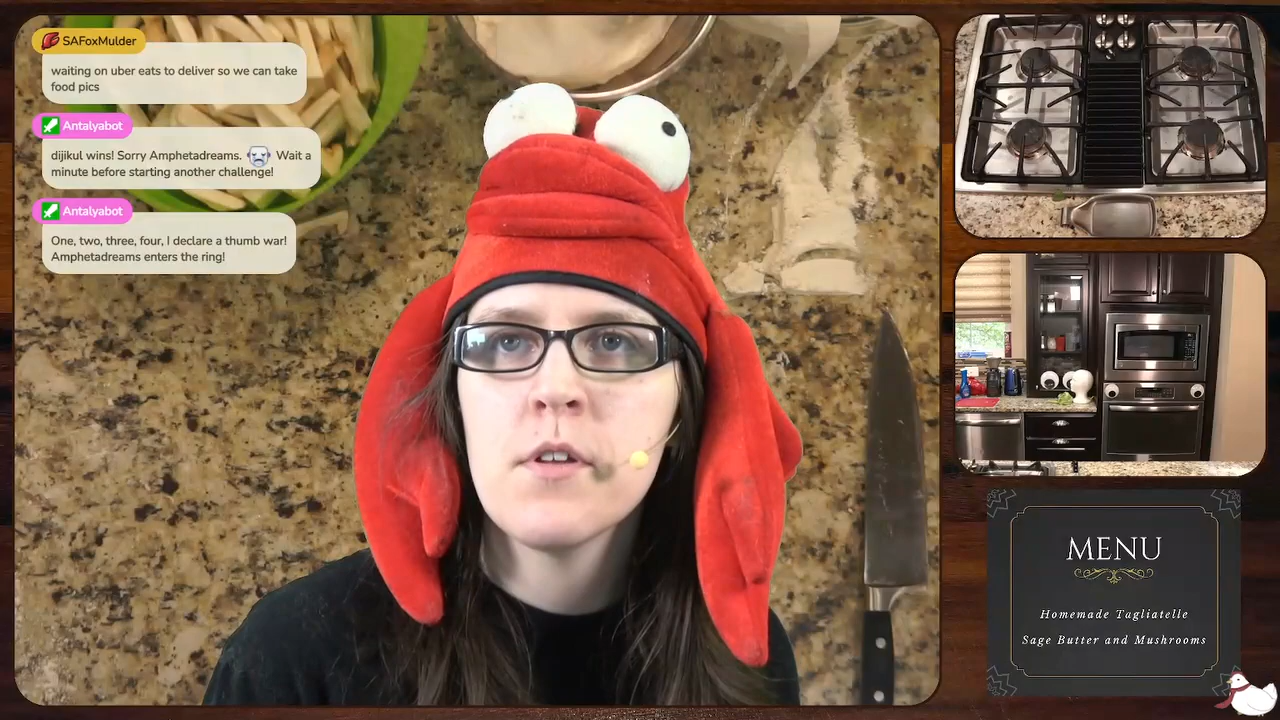 SAFoxMulder
waiting on uber eats to deliver so we can take
food pics
Antalyabot
dijikul wins! Sorry Amphetadreams. Wait a
minute before starting another challenge!
Antalyabot
One, two, three, four, I declare a thumb war!
Amphetadreams enters the ring!
MENU
Homemade Tagliatelle
Sage Butter and Mushrooms